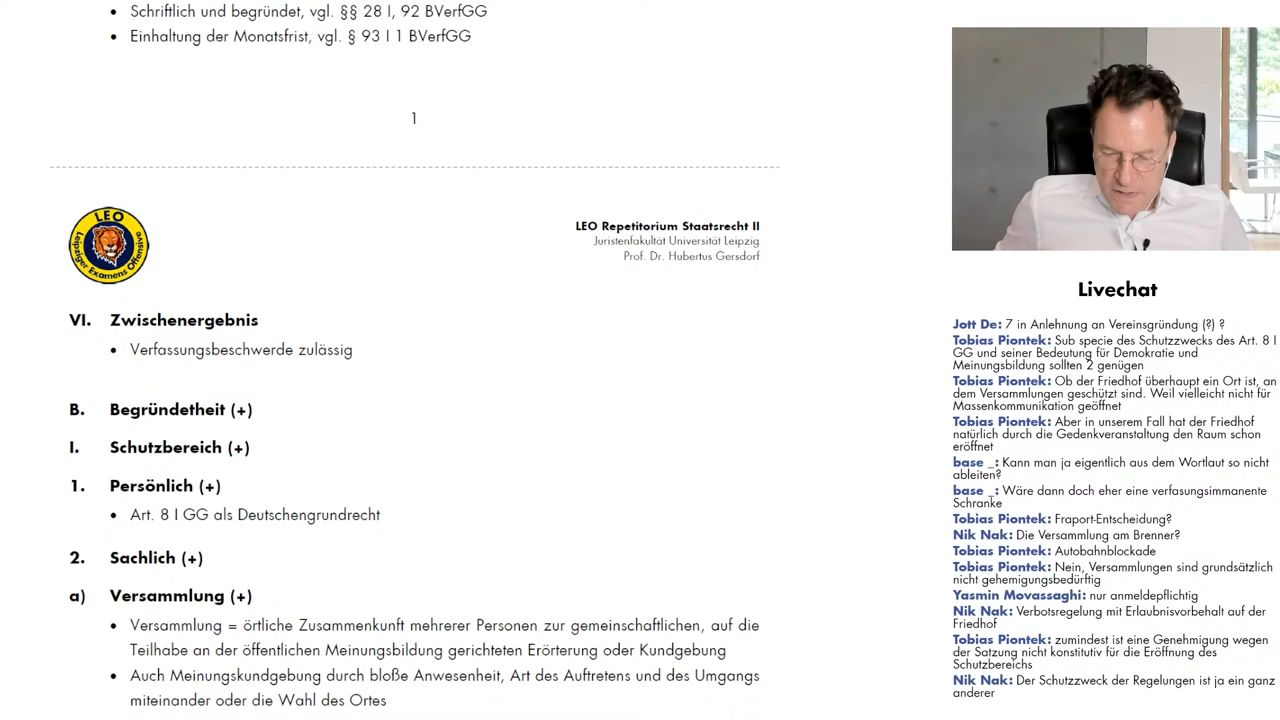 • Schriftlich und begründet, vgl. §§ 28 I, 92 BVerfGG
• Einhaltung der Monatsfrist, vgl. § 93 I 1 BVerfGG
1
LEO
Leipziger Examens Offensive
LEO Repetitorium Staatsrecht II
Juristenfakultät Universität Leipzig
Prof. Dr. Hubertus Gersdorf
VI. Zwischenergebnis
• Verfassungsbeschwerde zulässig
B. Begründetheit (+)
I. Schutzbereich (+)
1. Persönlich (+)
• Art. 8 I GG als Deutschengrundrecht
2. Sachlich (+)
a) Versammlung (+)
• Versammlung = örtliche Zusammenkunft mehrerer Personen zur gemeinschaftlichen, auf die
Teilhabe an der öffentlichen Meinungsbildung gerichteten Erörterung oder Kundgebung
• Auch Meinungskundgebung durch bloße Anwesenheit, Art des Auftretens und des Umgangs
miteinander oder die Wahl des Ortes
Livechat
Jott De: 7 in Anlehnung an Vereinsgründung (?) ?
Tobias Piontek: Sub specie des Schutzzwecks des Art. 8 I
GG und seiner Bedeutung für Demokratie und
Meinungsbildung sollten 2 genügen
Tobias Piontek: Ob der Friedhof überhaupt ein Ort ist, an
dem Versammlungen geschützt sind. Weil vielleicht nicht für
Massenkommunikation geöffnet
Tobias Piontek: Aber in unserem Fall hat der Friedhof
natürlich durch die Gedenkveranstaltung den Raum schon
eröffnet
base _: Kann man ja eigentlich aus dem Wortlaut so nicht
ableiten?
base _: Wäre dann doch eher eine verfasungsimmanente
Schranke
Tobias Piontek: Fraport-Entscheidung?
Nik Nak: Die Versammlung am Brenner?
Tobias Piontek: Autobahnblockade
Tobias Piontek: Nein, Versammlungen sind grundsätzlich
nicht gehemigungsbedürftig
Yasmin Movassaghi: nur anmeldepflichtig
Nik Nak: Verbotsregelung mit Erlaubnisvorbehalt auf der
Friedhof
Tobias Piontek: zumindest ist eine Genehmigung wegen
der Satzung nicht konstitutiv für die Eröffnung des
Schutzbereichs
Nik Nak: Der Schutzzweck der Regelungen ist ja ein ganz
anderer